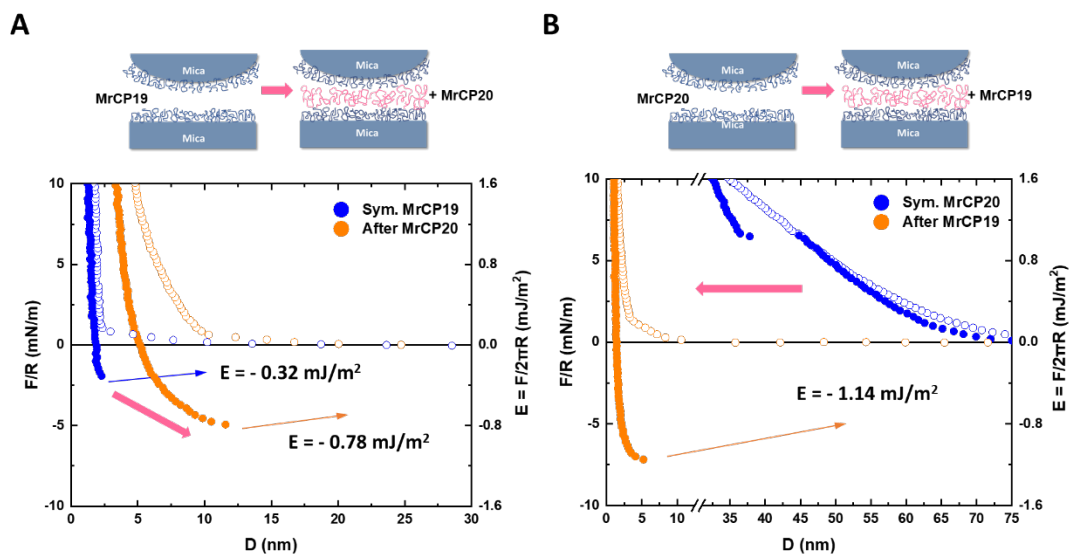 A
Mica
Mica
MrCP19
+ MrCP20
Mica
Mica
10
5
0
-5
-10
F/R (mN/m)
Sym. MrCP19
After MrCP20
E = - 0.32 mJ/m²
E = - 0.78 mJ/m²
1.6
0.8
0.0
-0.8
-1.6
E = F/2πR (mJ/m²)
0 5 10 15 20 25 30
D (nm)
B
Mica
Mica
MrCP20
+ MrCP19
Mica
Mica
10
5
0
-5
-10
F/R (mN/m)
Sym. MrCP20
After MrCP19
E = - 1.14 mJ/m²
1.6
0.8
0.0
-0.8
-1.6
E = F/2πR (mJ/m²)
0 5 10 35 40 45 50 55 60 65 70 75
D (nm)